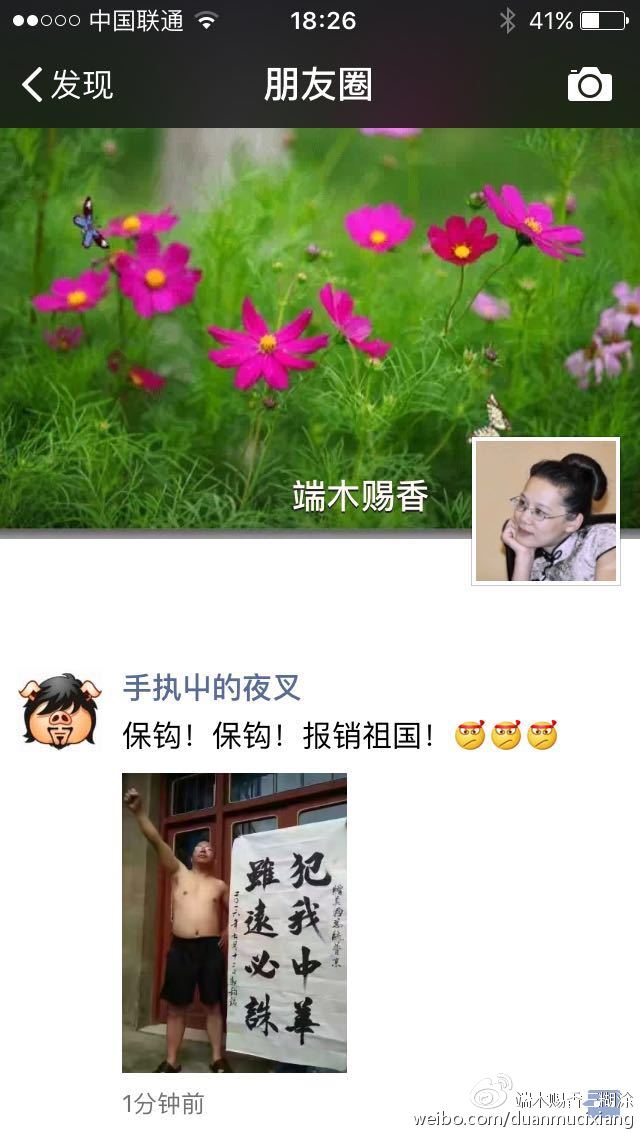 中国联通
18:26
41%
发现
朋友圈
端木赐香
手执屮的夜叉
保钩！保钩！报销祖国！
犯我中華
雖遠必誅
1分钟前
端木赐香三糊涂
weibo.com/duanmucixiang